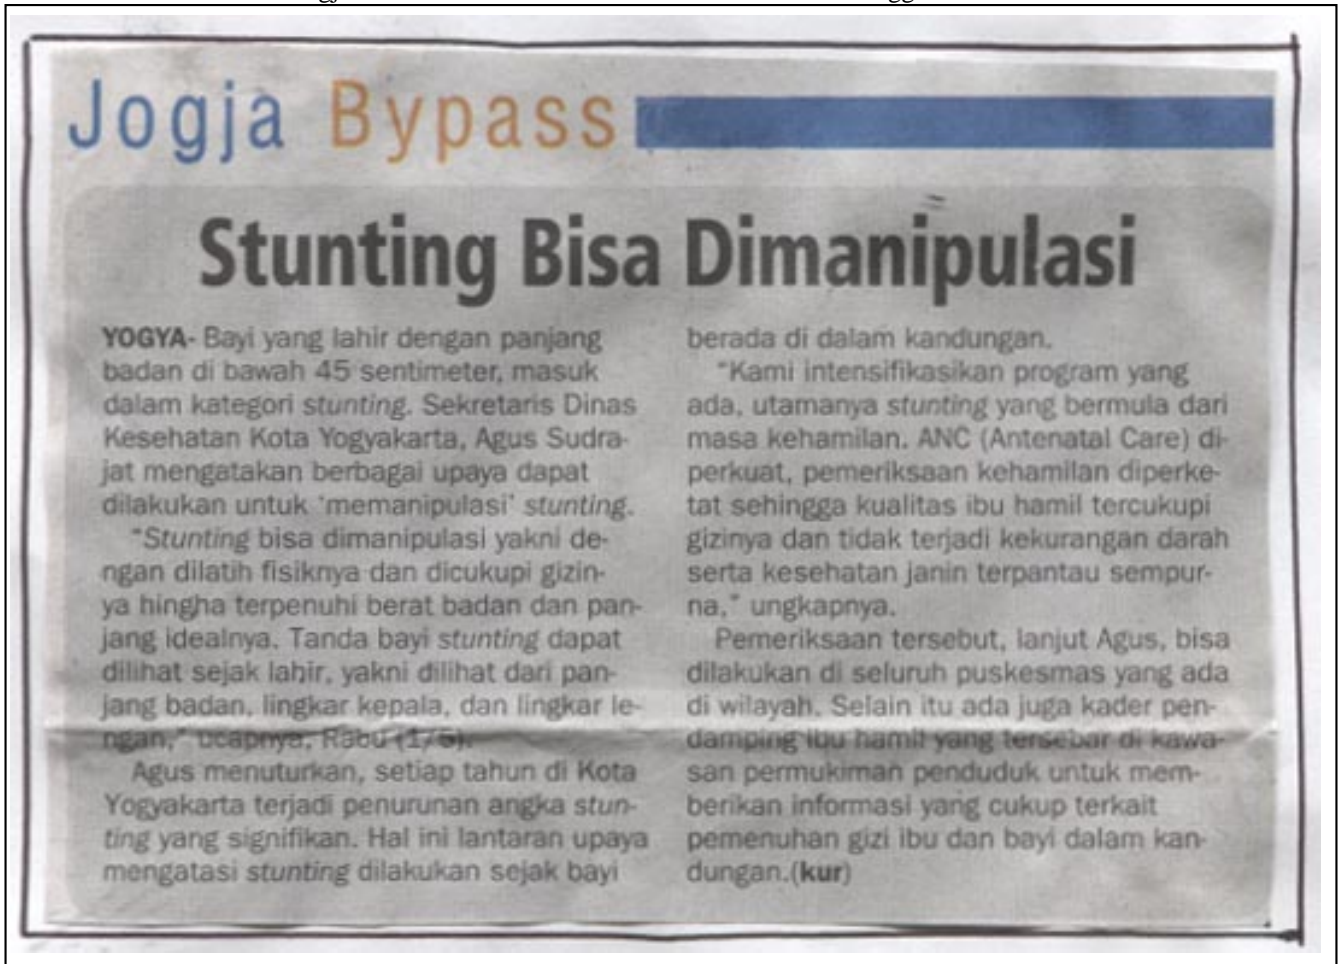 Jogja Bypass
Stunting Bisa Dimanipulasi
YOGYA- Bayi yang lahir dengan panjang
badan di bawah 45 sentimeter, masuk
dalam kategori stunting. Sekretaris Dinas
Kesehatan Kota Yogyakarta, Agus Sudra-
jat mengatakan berbagai upaya dapat
dilakukan untuk 'memanipulasi' stunting.
"Stunting bisa dimanipulasi yakni de-
ngan dilatih fisiknya dan dicukupi gizin-
ya hingha terpenuhi berat badan dan pan-
jang idealnya. Tanda bayi stunting dapat
dilihat sejak lahir, yakni dilihat dari pan-
jang badan, lingkar kepala, dan lingkar le-
ngan," ucapnya, Rabu (1/5).
Agus menuturkan, setiap tahun di Kota
Yogyakarta terjadi penurunan angka stun-
ting yang signifikan. Hal ini lantaran upaya
mengatasi stunting dilakukan sejak bayi
berada di dalam kandungan.
"Kami intensifikasikan program yang
ada, utamanya stunting yang bermula dari
masa kehamilan. ANC (Antenatal Care) di-
perkuat, pemeriksaan kehamilan diperke-
tat sehingga kualitas ibu hamil tercukupi
gizinya dan tidak terjadi kekurangan darah
serta kesehatan janin terpantau sempur-
na," ungkapnya.
Pemeriksaan tersebut, lanjut Agus, bisa
dilakukan di seluruh puskesmas yang ada
di wilayah. Selain itu ada juga kader pen-
damping ibu hamil yang tersebar di kawa-
san permukiman penduduk untuk mem-
berikan informasi yang cukup terkait
pemenuhan gizi ibu dan bayi dalam kan-
dungan.(kur)